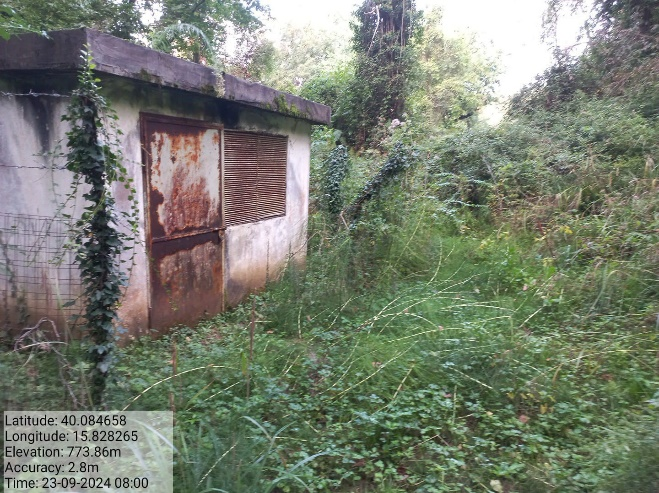 Latitude: 40.084658
Longitude: 15.828265
Elevation: 773.86m
Accuracy: 2.8m
Time: 23-09-2024 08:00